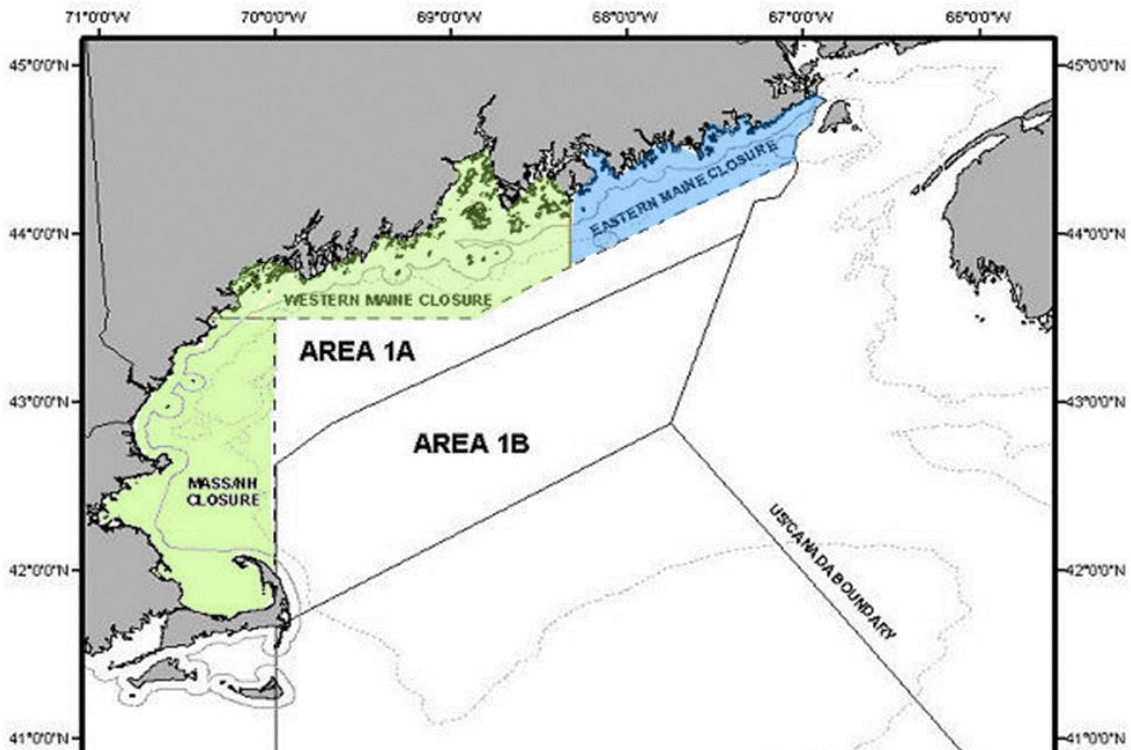 71°0'0"W 70°0'0"W 69°0'0"W 68°0'0"W 67°0'0"W 66°0'0"W
45°0'0"N 45°0'0"N
EASTERN MAINE CLOSURE
44°0'0"N 44°0'0"N
WESTERN MAINE CLOSURE
AREA 1A
43°0'0"N 43°0'0"N
AREA 1B
MASS/NH
CLOSURE
US/CANADA BOUNDARY
42°0'0"N 42°0'0"N
41°0'0"N 41°0'0"N